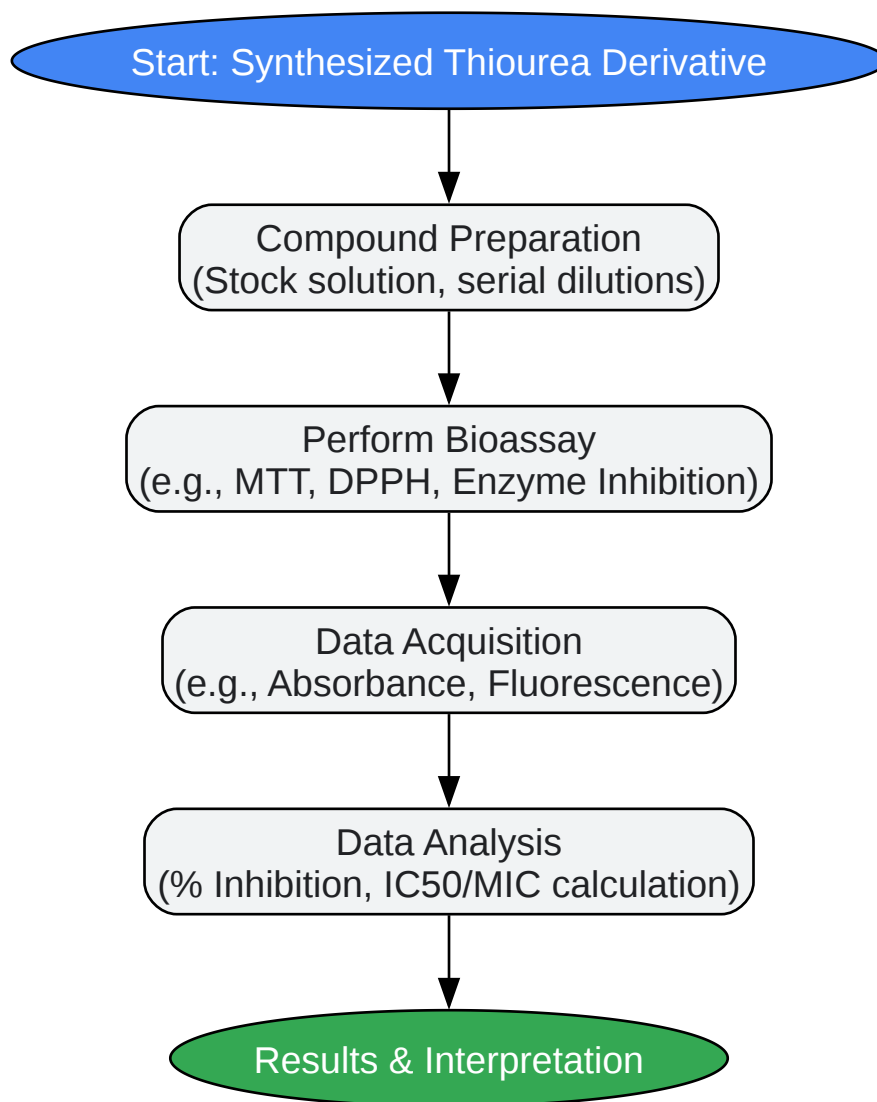 Start: Synthesized Thiourea Derivative
Compound Preparation
(Stock solution, serial dilutions)
Perform Bioassay
(e.g., MTT, DPPH, Enzyme Inhibition)
Data Acquisition
(e.g., Absorbance, Fluorescence)
Data Analysis
(% Inhibition, IC50/MIC calculation)
Results & Interpretation